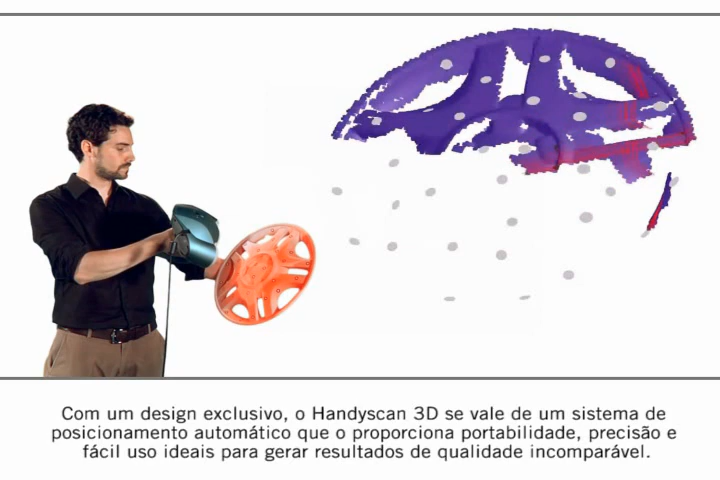 Com um design exclusivo, o Handyscan 3D se vale de um sistema de
posicionamento automático que o proporciona portabilidade, precisão e
fácil uso ideais para gerar resultados de qualidade incomparável.